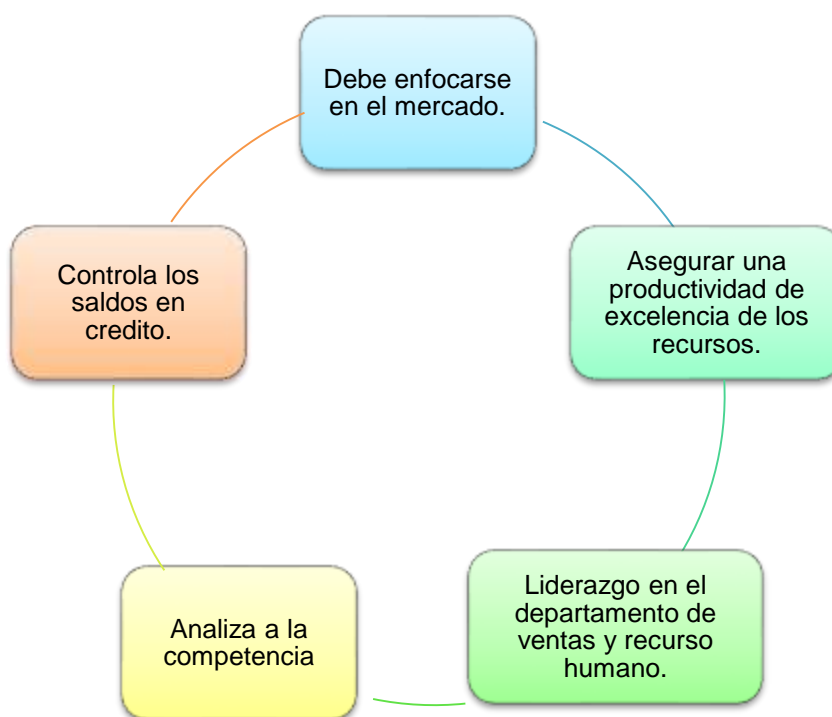 Debe enfocarse
en el mercado.
Asegurar una
productividad de
excelencia de los
recursos.
Liderazgo en el
departamento de
ventas y recurso
humano.
Analiza a la
competencia
Controla los
saldos en
credito.